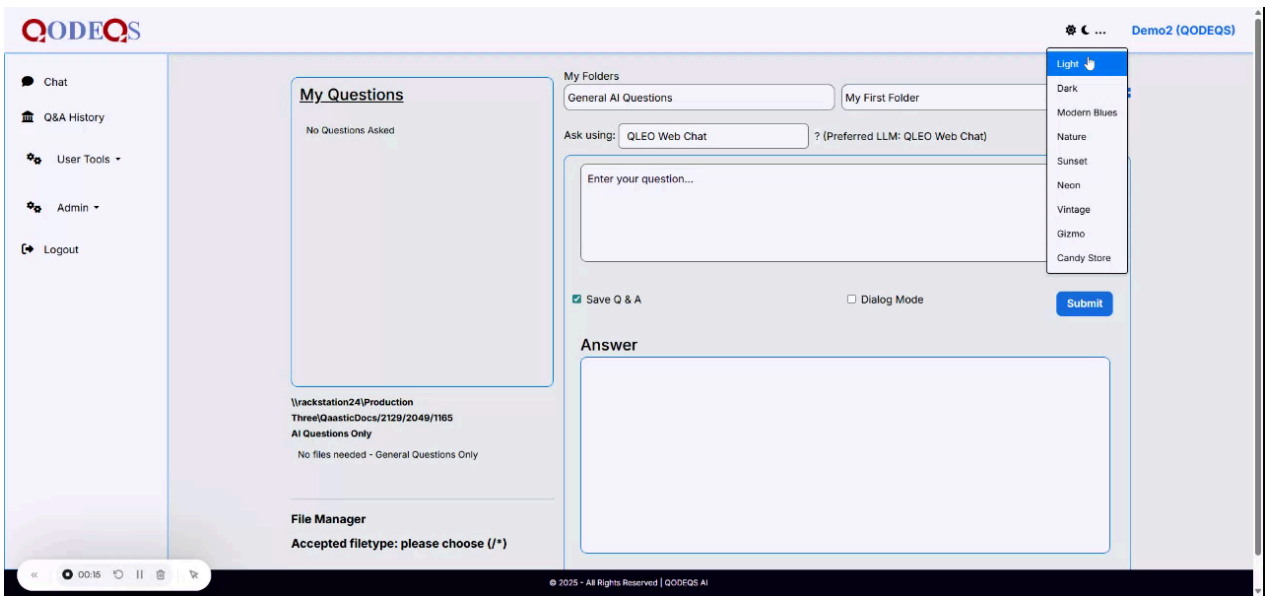 QODEQS
...
Demo2 (QODEQS)
Chat
Q&A History
User Tools
Admin
Logout
My Questions
No Questions Asked
\\rackstation24\Production
Three\QaasticDocs/2129/2049/1165
AI Questions Only
No files needed - General Questions Only
File Manager
Accepted filetype: please choose (/*)
My Folders
General AI Questions
My First Folder
Ask using:
QLEO Web Chat
? (Preferred LLM: QLEO Web Chat)
Enter your question...
Save Q & A
Dialog Mode
Submit
Answer
Light
Dark
Modern Blues
Nature
Sunset
Neon
Vintage
Gizmo
Candy Store
00:15
© 2025 - All Rights Reserved | QODEQS AI